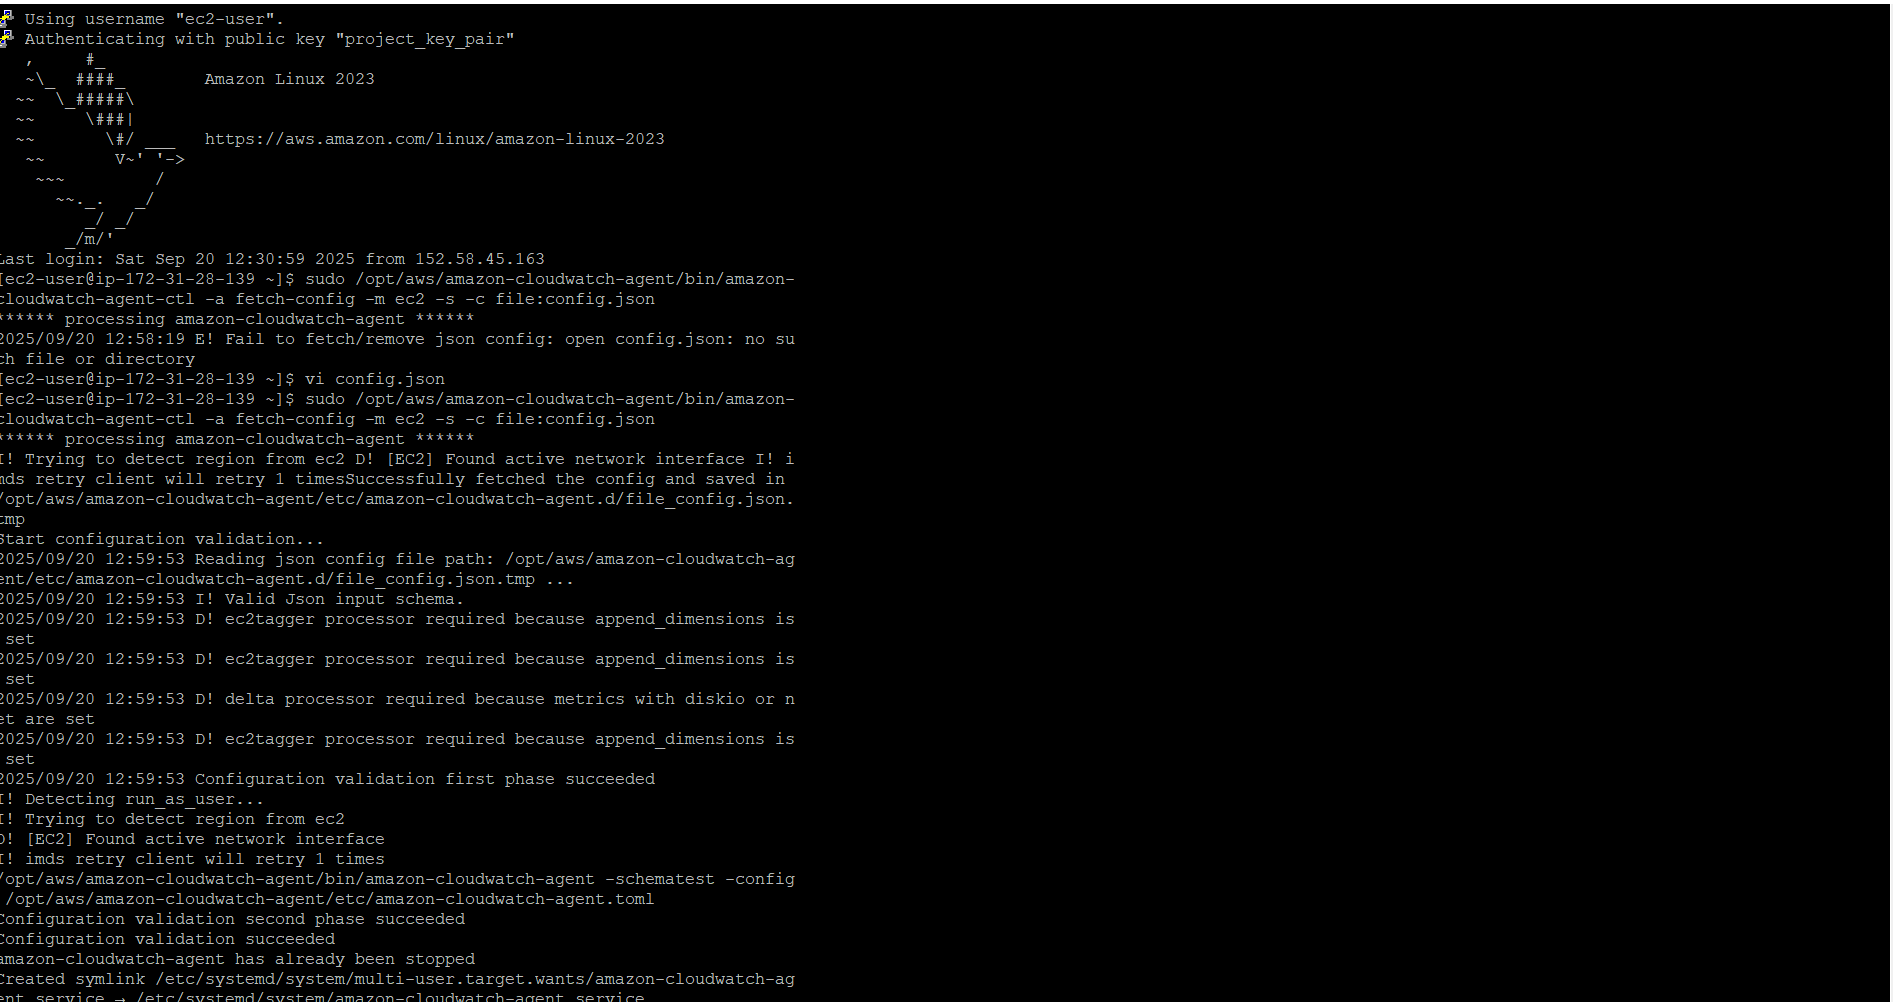 Using username "ec2-user".
Authenticating with public key "project_key_pair"
   ,     #_
   ~\_  ####_        Amazon Linux 2023
  ~~  \_#####\
  ~~     \###|
  ~~       \#/ ___   https://aws.amazon.com/linux/amazon-linux-2023
   ~~       V~' '->
    ~~~         /
      ~~._.   _/
         _/ _/
       _/m/'
Last login: Sat Sep 20 12:30:59 2025 from 152.58.45.163
[ec2-user@ip-172-31-28-139 ~]$ sudo /opt/aws/amazon-cloudwatch-agent/bin/amazon-
cloudwatch-agent-ctl -a fetch-config -m ec2 -s -c file:config.json
****** processing amazon-cloudwatch-agent ******
2025/09/20 12:58:19 E! Fail to fetch/remove json config: open config.json: no su
ch file or directory
[ec2-user@ip-172-31-28-139 ~]$ vi config.json
[ec2-user@ip-172-31-28-139 ~]$ sudo /opt/aws/amazon-cloudwatch-agent/bin/amazon-
cloudwatch-agent-ctl -a fetch-config -m ec2 -s -c file:config.json
****** processing amazon-cloudwatch-agent ******
I! Trying to detect region from ec2 D! [EC2] Found active network interface I! i
mds retry client will retry 1 timesSuccessfully fetched the config and saved in
/opt/aws/amazon-cloudwatch-agent/etc/amazon-cloudwatch-agent.d/file_config.json.
tmp
Start configuration validation...
2025/09/20 12:59:53 Reading json config file path: /opt/aws/amazon-cloudwatch-ag
ent/etc/amazon-cloudwatch-agent.d/file_config.json.tmp ...
2025/09/20 12:59:53 I! Valid Json input schema.
2025/09/20 12:59:53 D! ec2tagger processor required because append_dimensions is
 set
2025/09/20 12:59:53 D! ec2tagger processor required because append_dimensions is
 set
2025/09/20 12:59:53 D! delta processor required because metrics with diskio or n
et are set
2025/09/20 12:59:53 D! ec2tagger processor required because append_dimensions is
 set
2025/09/20 12:59:53 Configuration validation first phase succeeded
I! Detecting run_as_user...
I! Trying to detect region from ec2
D! [EC2] Found active network interface
I! imds retry client will retry 1 times
/opt/aws/amazon-cloudwatch-agent/bin/amazon-cloudwatch-agent -schematest -config
 /opt/aws/amazon-cloudwatch-agent/etc/amazon-cloudwatch-agent.toml
Configuration validation second phase succeeded
Configuration validation succeeded
amazon-cloudwatch-agent has already been stopped
Created symlink /etc/systemd/system/multi-user.target.wants/amazon-cloudwatch-ag
ent.service → /etc/systemd/system/amazon-cloudwatch-agent.service